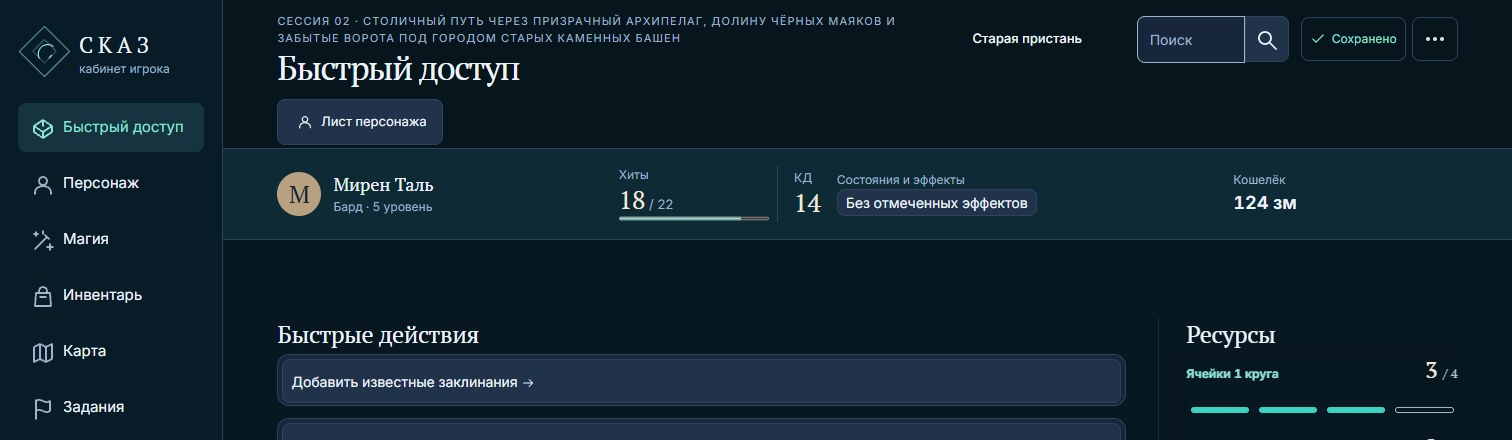 СКАЗ
кабинет игрока
Быстрый доступ
Персонаж
Магия
Инвентарь
Карта
Задания
СЕССИЯ 02 · СТОЛИЧНЫЙ ПУТЬ ЧЕРЕЗ ПРИЗРАЧНЫЙ АРХИПЕЛАГ, ДОЛИНУ ЧЁРНЫХ МАЯКОВ И
ЗАБЫТЫЕ ВОРОТА ПОД ГОРОДОМ СТАРЫХ КАМЕННЫХ БАШЕН
Быстрый доступ
Лист персонажа
Старая пристань
Поиск
Сохранено
М
Мирен Таль
Бард · 5 уровень
Хиты
18 / 22
КД
14
Состояния и эффекты
Без отмеченных эффектов
Кошелёк
124 зм
Быстрые действия
Добавить известные заклинания →
Ресурсы
Ячейки 1 круга
3 / 4